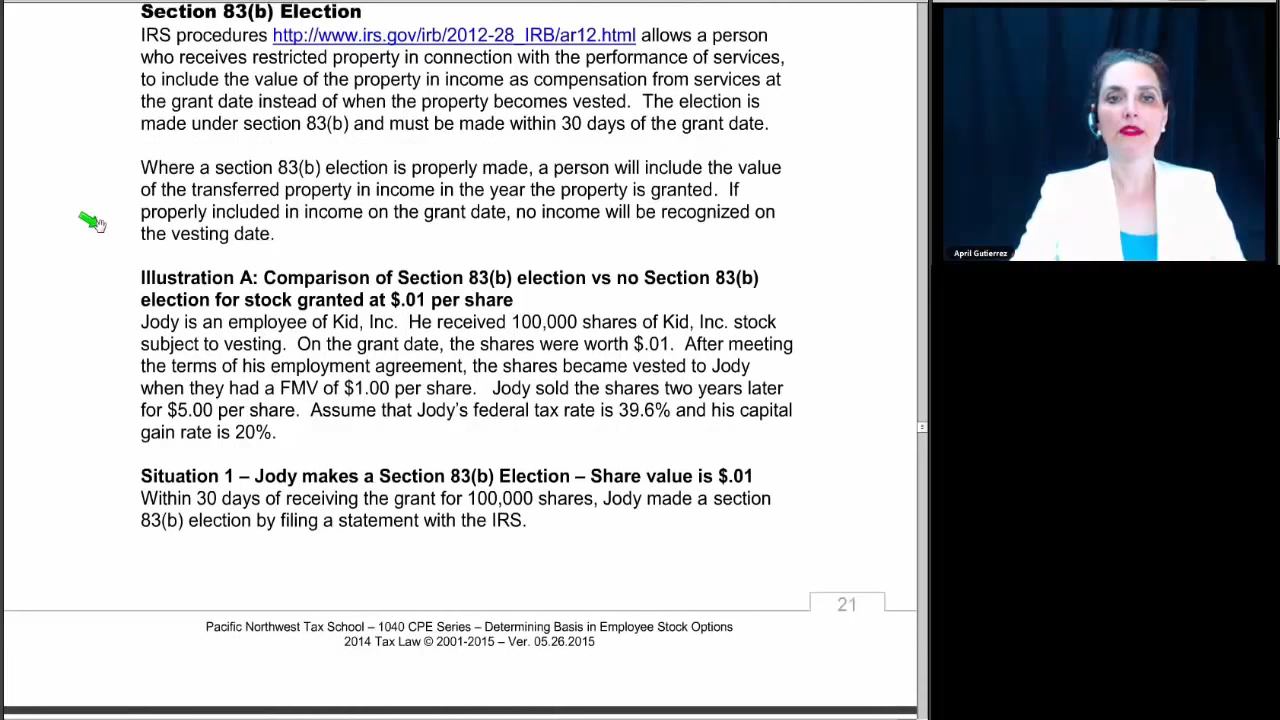 Section 83(b) Election
IRS procedures http://www.irs.gov/irb/2012-28_IRB/ar12.html allows a person
who receives restricted property in connection with the performance of services,
to include the value of the property in income as compensation from services at
the grant date instead of when the property becomes vested.  The election is
made under section 83(b) and must be made within 30 days of the grant date.
Where a section 83(b) election is properly made, a person will include the value
of the transferred property in income in the year the property is granted.  If
properly included in income on the grant date, no income will be recognized on
the vesting date.
Illustration A: Comparison of Section 83(b) election vs no Section 83(b)
election for stock granted at $.01 per share
Jody is an employee of Kid, Inc.  He received 100,000 shares of Kid, Inc. stock
subject to vesting.  On the grant date, the shares were worth $.01.  After meeting
the terms of his employment agreement, the shares became vested to Jody
when they had a FMV of $1.00 per share.   Jody sold the shares two years later
for $5.00 per share.  Assume that Jody's federal tax rate is 39.6% and his capital
gain rate is 20%.
Situation 1 – Jody makes a Section 83(b) Election – Share value is $.01
Within 30 days of receiving the grant for 100,000 shares, Jody made a section
83(b) election by filing a statement with the IRS.
21
Pacific Northwest Tax School – 1040 CPE Series – Determining Basis in Employee Stock Options
2014 Tax Law © 2001-2015 – Ver. 05.26.2015
April Gutierrez